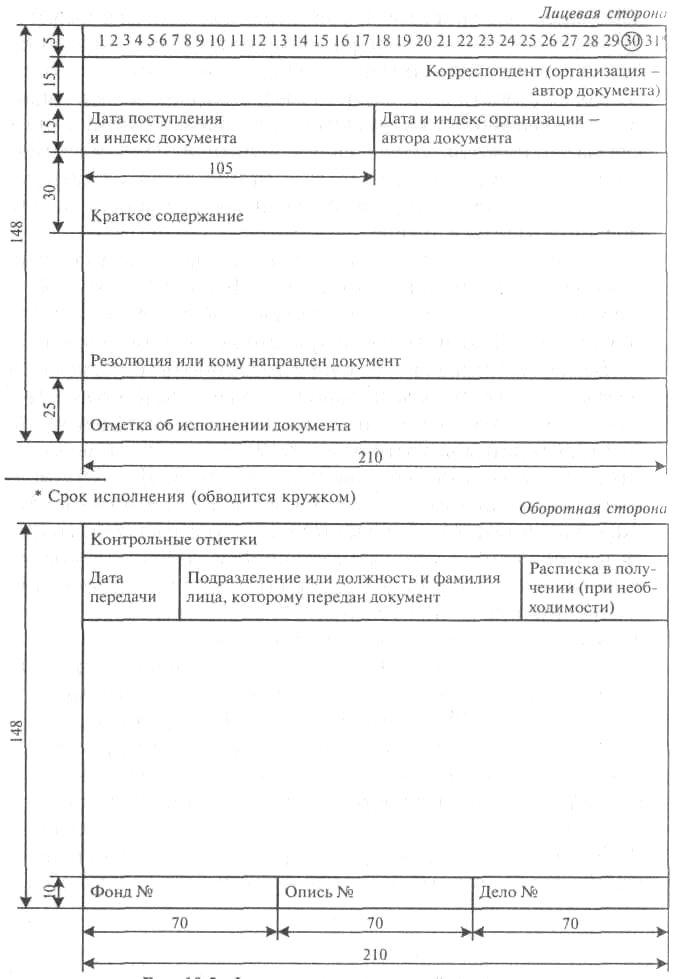 Лицевая сторона
5
1 2 3 4 5 6 7 8 9 10 11 12 13 14 15 16 17 18 19 20 21 22 23 24 25 26 27 28 29 30 31*
15
Корреспондент (организация –
автор документа)
15
Дата поступления
и индекс документа
Дата и индекс организации –
автора документа
105
30
148
Краткое содержание
Резолюция или кому направлен документ
25
Отметка об исполнении документа
210
* Срок исполнения (обводится кружком)
Оборотная сторона
Контрольные отметки
Дата
передачи
Подразделение или должность и фамилия
лица, которому передан документ
Расписка в полу-
чении (при необ-
ходимости)
148
10
Фонд №
Опись №
Дело №
70
70
70
210